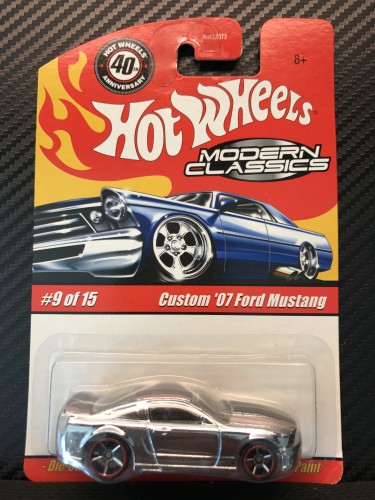 HOT WHEELS
40th
ANNIVERSARY
8+
HOT WHEELS
MODERN
CLASSICS
#9 of 15
Custom '07 Ford Mustang
Paint